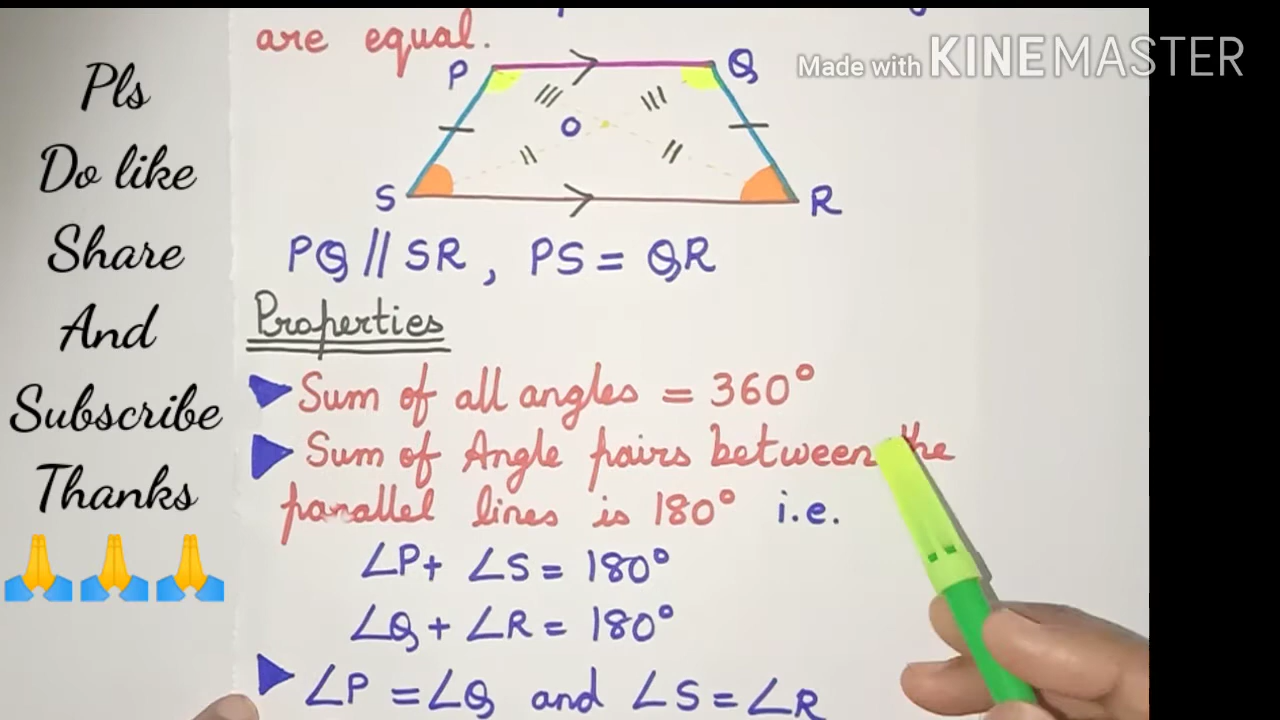 are equal.
Made with KINEMASTER
P
Q
O
S
R
PQ // SR, PS = QR
Properties
Sum of all angles = 360°
Sum of Angle pairs between the
parallel lines is 180° i.e.
∠P + ∠S = 180°
∠Q + ∠R = 180°
∠P = ∠Q and ∠S = ∠R
Pls
Do like
Share
And
Subscribe
Thanks